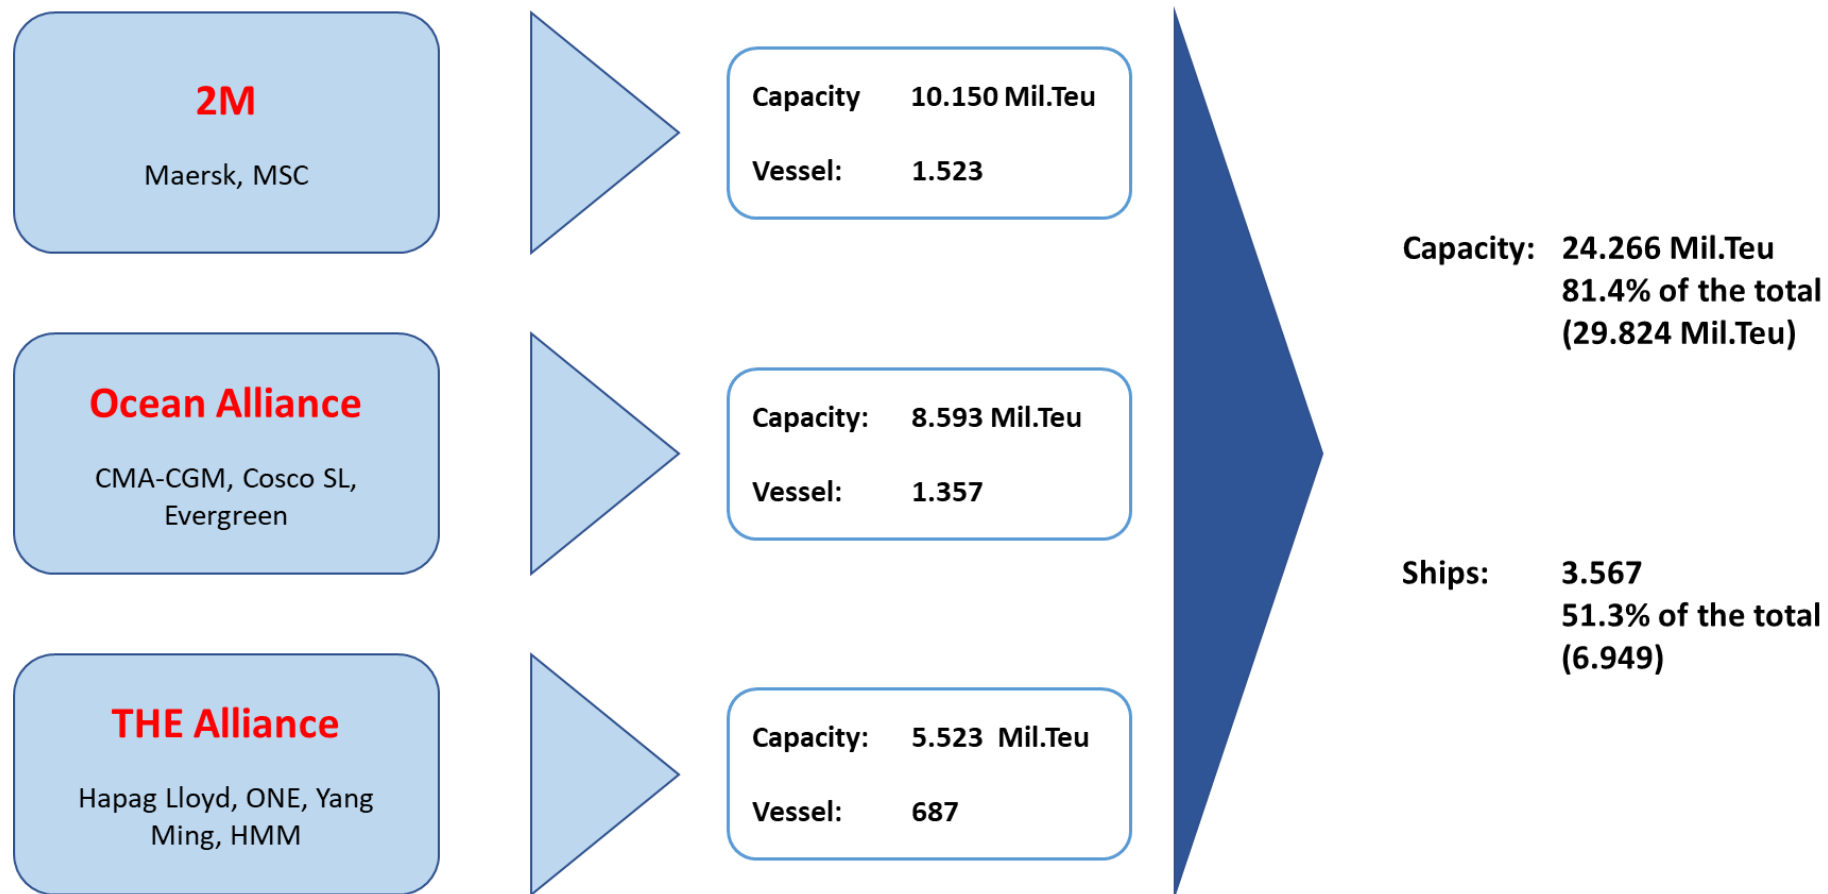 2M
Maersk, MSC
Capacity 10.150 Mil.Teu
Vessel: 1.523
Ocean Alliance
CMA-CGM, Cosco SL,
Evergreen
Capacity: 8.593 Mil.Teu
Vessel: 1.357
THE Alliance
Hapag Lloyd, ONE, Yang
Ming, HMM
Capacity: 5.523 Mil.Teu
Vessel: 687
Capacity: 24.266 Mil.Teu
81.4% of the total
(29.824 Mil.Teu)
Ships: 3.567
51.3% of the total
(6.949)